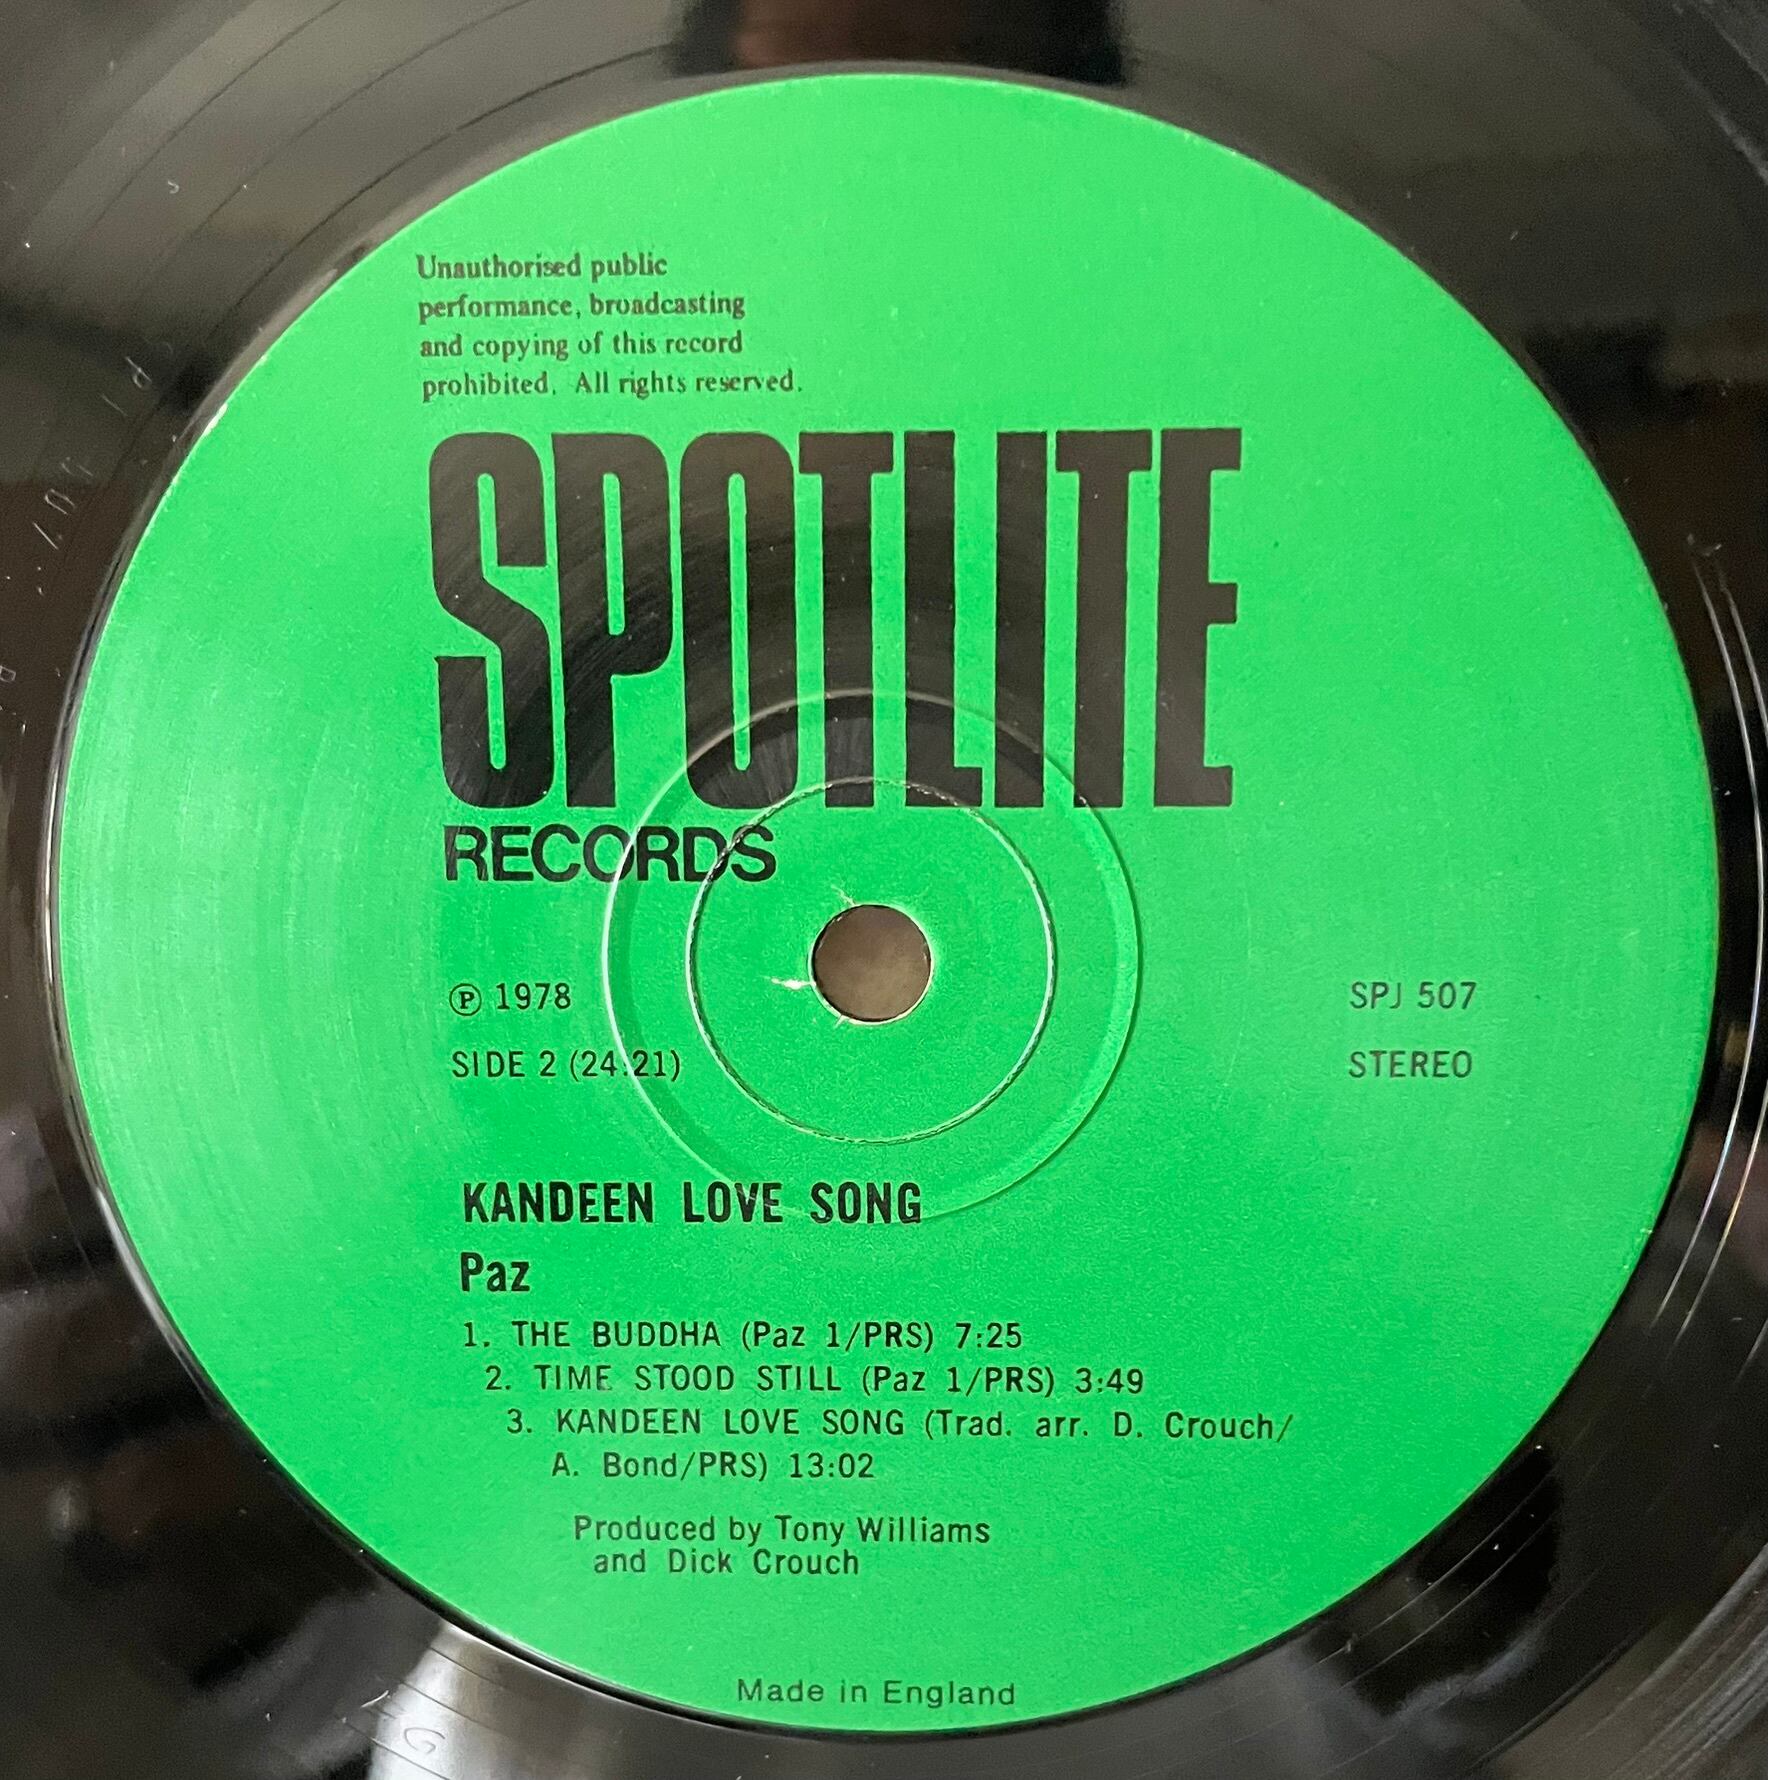 Unauthorised public
performance, broadcasting
and copying of this record
prohibited. All rights reserved.
SPOTLITE
RECORDS
Ⓟ 1978
SPJ 507
SIDE 2 (24:21)
STEREO
KANDEEN LOVE SONG
Paz
1. THE BUDDHA (Paz 1/PRS) 7:25
2. TIME STOOD STILL (Paz 1/PRS) 3:49
3. KANDEEN LOVE SONG (Trad. arr. D. Crouch/
A. Bond/PRS) 13:02
Produced by Tony Williams
and Dick Crouch
Made in England